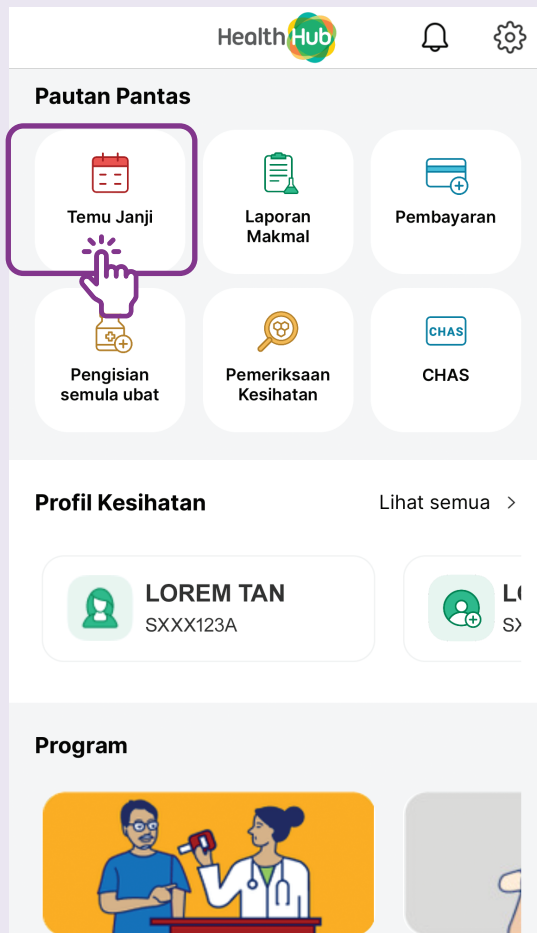 HealthHub
Pautan Pantas
Temu Janji
Laporan
Makmal
Pembayaran
Pengisian
semula ubat
Pemeriksaan
Kesihatan
CHAS
CHAS
Profil Kesihatan
Lihat semua
LOREM TAN
SXXX123A
Program